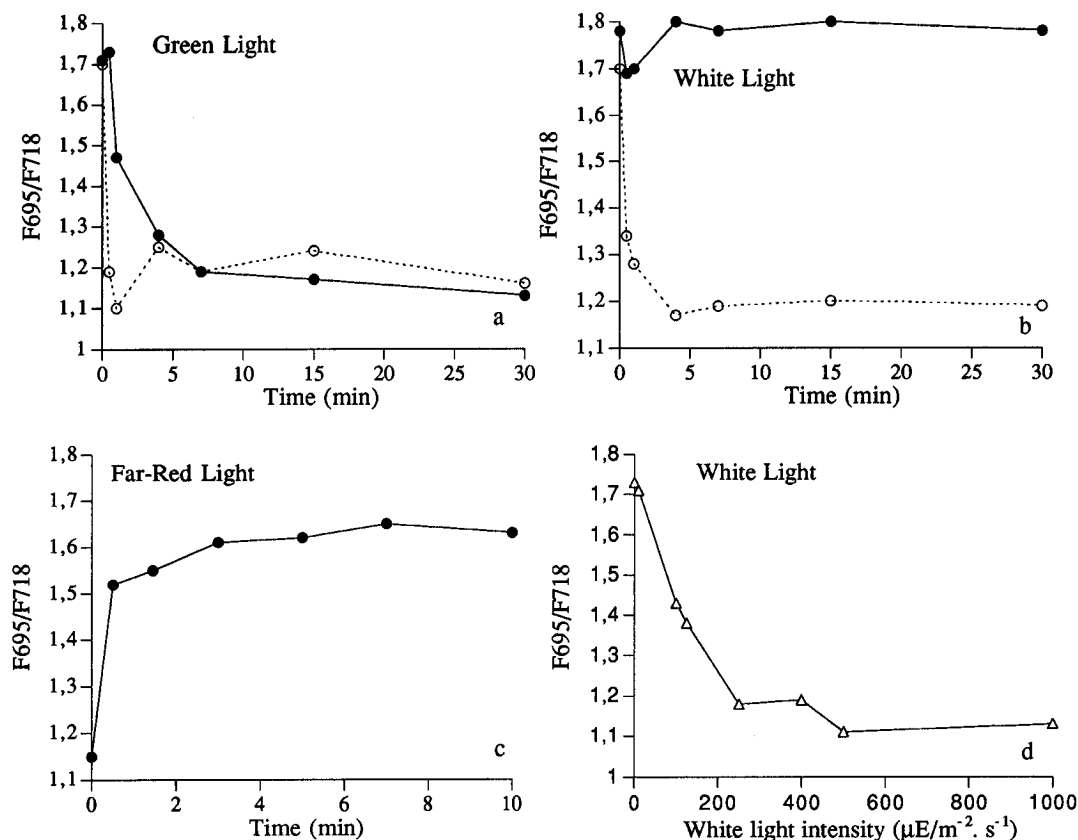 Green Light
F695/F718
1,8
1,7
1,6
1,5
1,4
1,3
1,2
1,1
1
0 5 10 15 20 25 30
Time (min)
a
White Light
F695/F718
1,8
1,7
1,6
1,5
1,4
1,3
1,2
1,1
0 5 10 15 20 25 30
Time (min)
b
Far-Red Light
F695/F718
1,8
1,7
1,6
1,5
1,4
1,3
1,2
1,1
0 2 4 6 8 10
Time (min)
c
White Light
F695/F718
1,8
1,7
1,6
1,5
1,4
1,3
1,2
1,1
1
0 200 400 600 800 1000
White light intensity (µE/m⁻². s⁻¹)
d